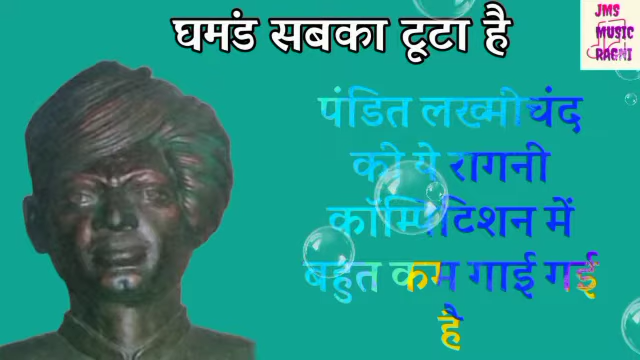 घमंड सबका टूटा है
JMS
MUSIC
RAGNI
पंडित लख्मीचंद
को ये रागनी
कॉम्पिटिशन में
बहुत कम गाई गई
है